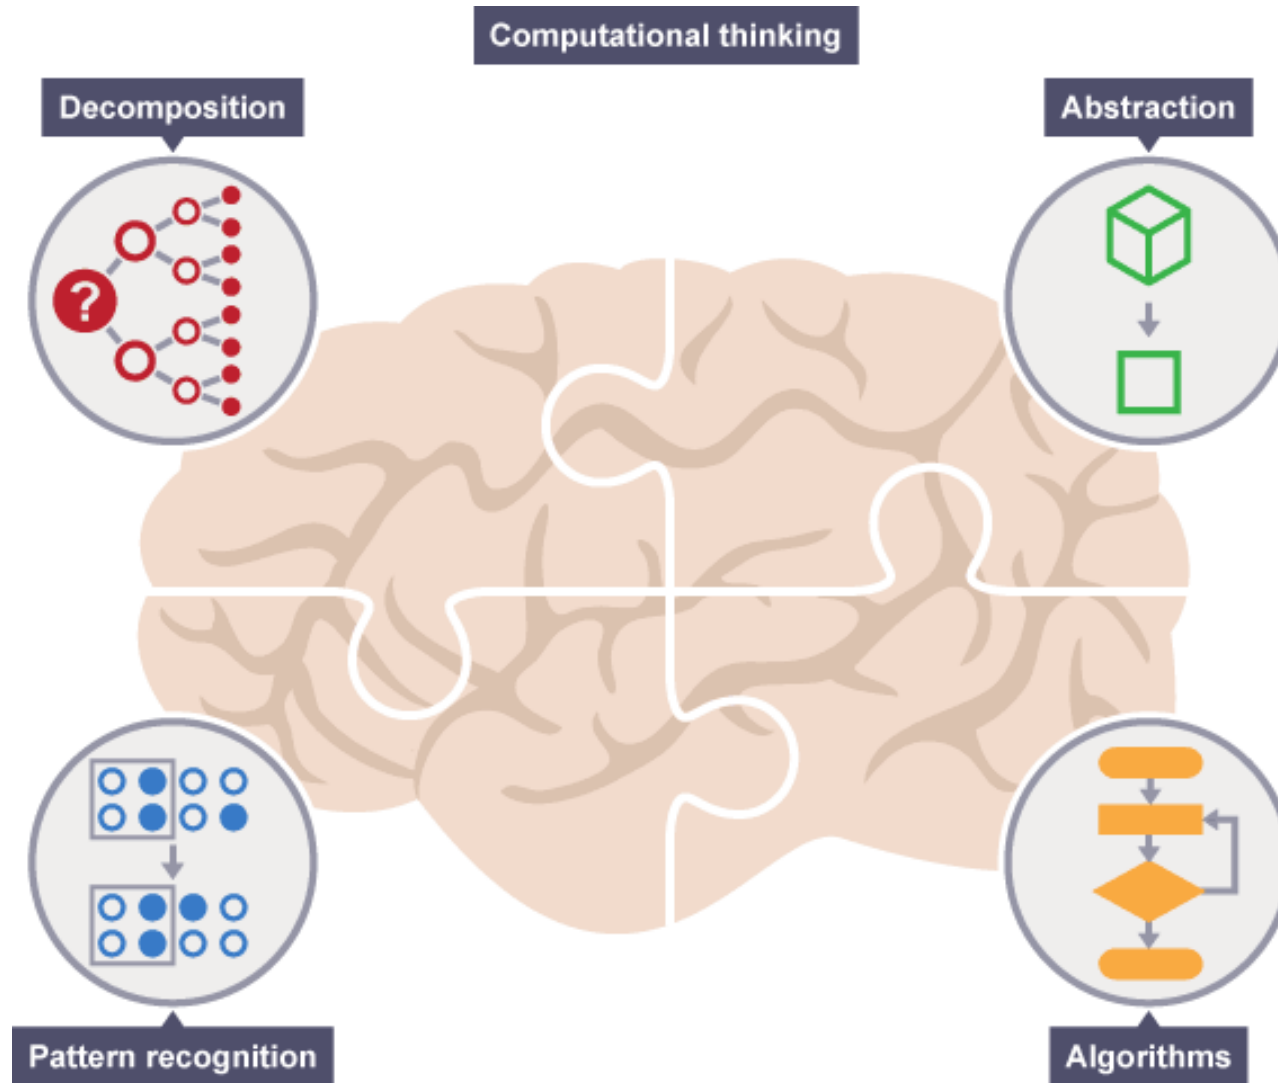 Computational thinking
Decomposition
Abstraction
?
Pattern recognition
Algorithms